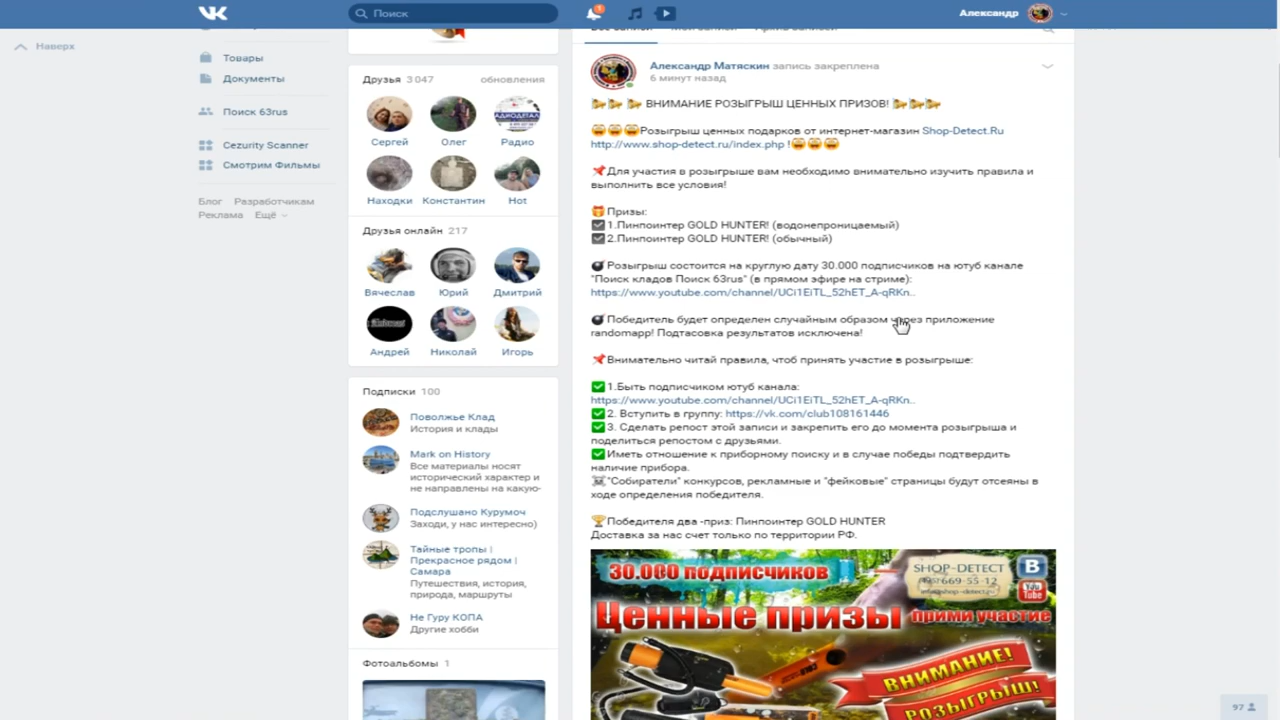 Поиск
Александр
Наверх
Товары
Документы
Поиск 63rus
Cezurity Scanner
Смотрим Фильмы
Блог Разработчикам
Реклама Ещё
Друзья 3 047 обновления
Сергей Олег Радио
Находки Константин Hot
Друзья онлайн 217
Вячеслав Юрий Дмитрий
Андрей Николай Игорь
Подписки 100
Поволжье Клад
История и клады
Mark on History
Все материалы носят
исторический характер и
не направлены на какую-
Подслушано Курумоч
Заходи, у нас интересно)
Тайные тропы |
Прекрасное рядом |
Самара
Путешествия, история,
природа, маршруты
Не Гуру КОПА
Другие хобби
Фотоальбомы 1
Александр Матяскин запись закреплена
6 минут назад
ВНИМАНИЕ РОЗЫГРЫШ ЦЕННЫХ ПРИЗОВ!
Розыгрыш ценных подарков от интернет-магазин Shop-Detect.Ru
http://www.shop-detect.ru/index.php !
Для участия в розыгрыше вам необходимо внимательно изучить правила и
выполнить все условия!
Призы:
1.Пинпоинтер GOLD HUNTER! (водонепроницаемый)
2.Пинпоинтер GOLD HUNTER! (обычный)
Розыгрыш состоится на круглую дату 30.000 подписчиков на ютуб канале
"Поиск кладов Поиск 63rus" (в прямом эфире на стриме):
https://www.youtube.com/channel/UCi1EiTL_52hET_A-qRKn..
Победитель будет определен случайным образом через приложение
randomapp! Подтасовка результатов исключена!
Внимательно читай правила, чтоб принять участие в розыгрыше:
1.Быть подписчиком ютуб канала:
https://www.youtube.com/channel/UCi1EiTL_52hET_A-qRKn..
2. Вступить в группу: https://vk.com/club108161446
3. Сделать репост этой записи и закрепить его до момента розыгрыша и
поделиться репостом с друзьями.
Иметь отношение к приборному поиску и в случае победы подтвердить
наличие прибора.
"Собиратели" конкурсов, рекламные и "фейковые" страницы будут отсеяны в
ходе определения победителя.
Победителя два -приз: Пинпоинтер GOLD HUNTER
Доставка за нас счет только по территории РФ.
30.000 подписчиков
SHOP-DETECT
You Tube
Ценные призы прими участие
ВНИМАНИЕ!
РОЗЫГРЫШ!
97